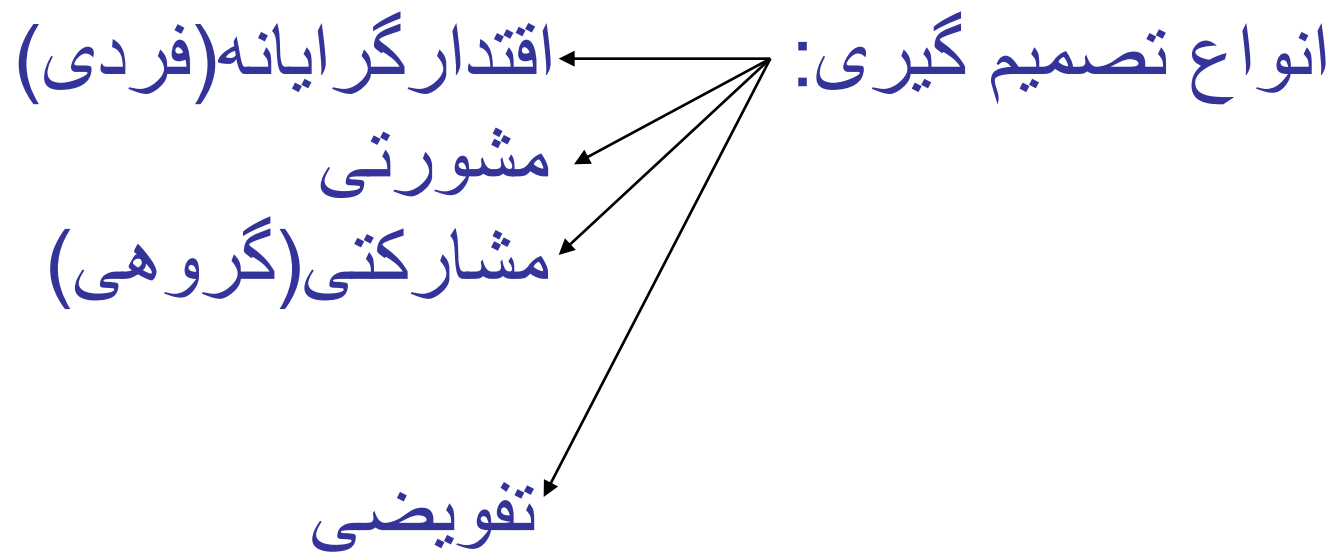 انواع تصمیم گیری: اقتدارگرایانه(فردی)
مشورتی
مشارکتی(گروهی)
تفویضی